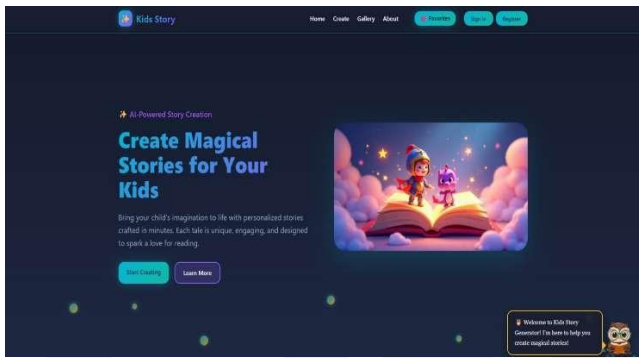 Kids Story
Home Create Gallery About
Favorites
Sign In
Register
AI-Powered Story Creation
Create Magical
Stories for Your
Kids
Bring your child's imagination to life with personalized stories
crafted in minutes. Each tale is unique, engaging, and designed
to spark a love for reading.
Start Creating
Learn More
Welcome to Kids Story
Generator! I'm here to help you
create magical stories!